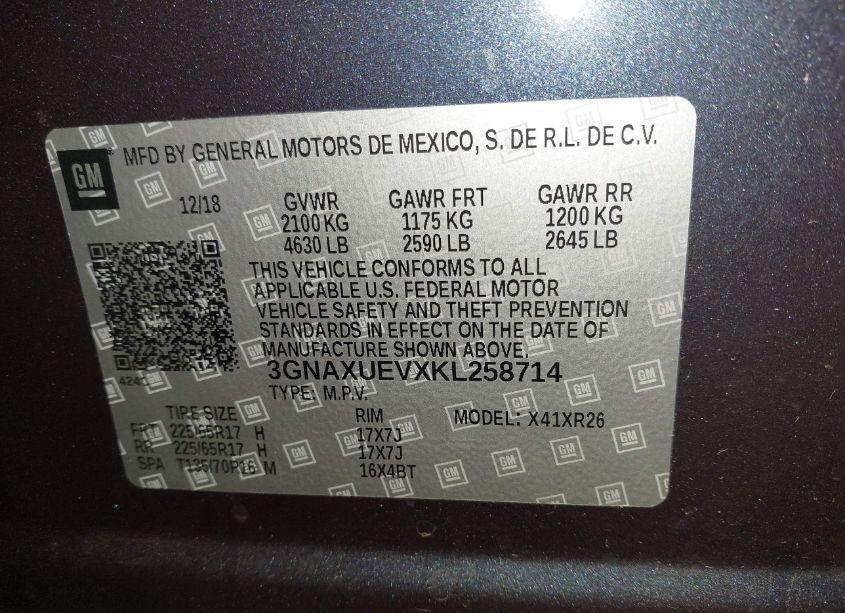 GM MFD BY GENERAL MOTORS DE MEXICO, S. DE R.L. DE C.V.
12/18 GVWR GAWR FRT GAWR RR
2100 KG 1175 KG 1200 KG
4630 LB 2590 LB 2645 LB
THIS VEHICLE CONFORMS TO ALL
APPLICABLE U.S. FEDERAL MOTOR
VEHICLE SAFETY AND THEFT PREVENTION
STANDARDS IN EFFECT ON THE DATE OF
MANUFACTURE SHOWN ABOVE.
3GNAXUEVXKL258714
TYPE: M.P.V.
TIRE SIZE RIM MODEL: X41XR26
FRT 225/65R17 H 17X7J
RR 225/65R17 H 17X7J
SPA T135/70R16 M 16X4BT